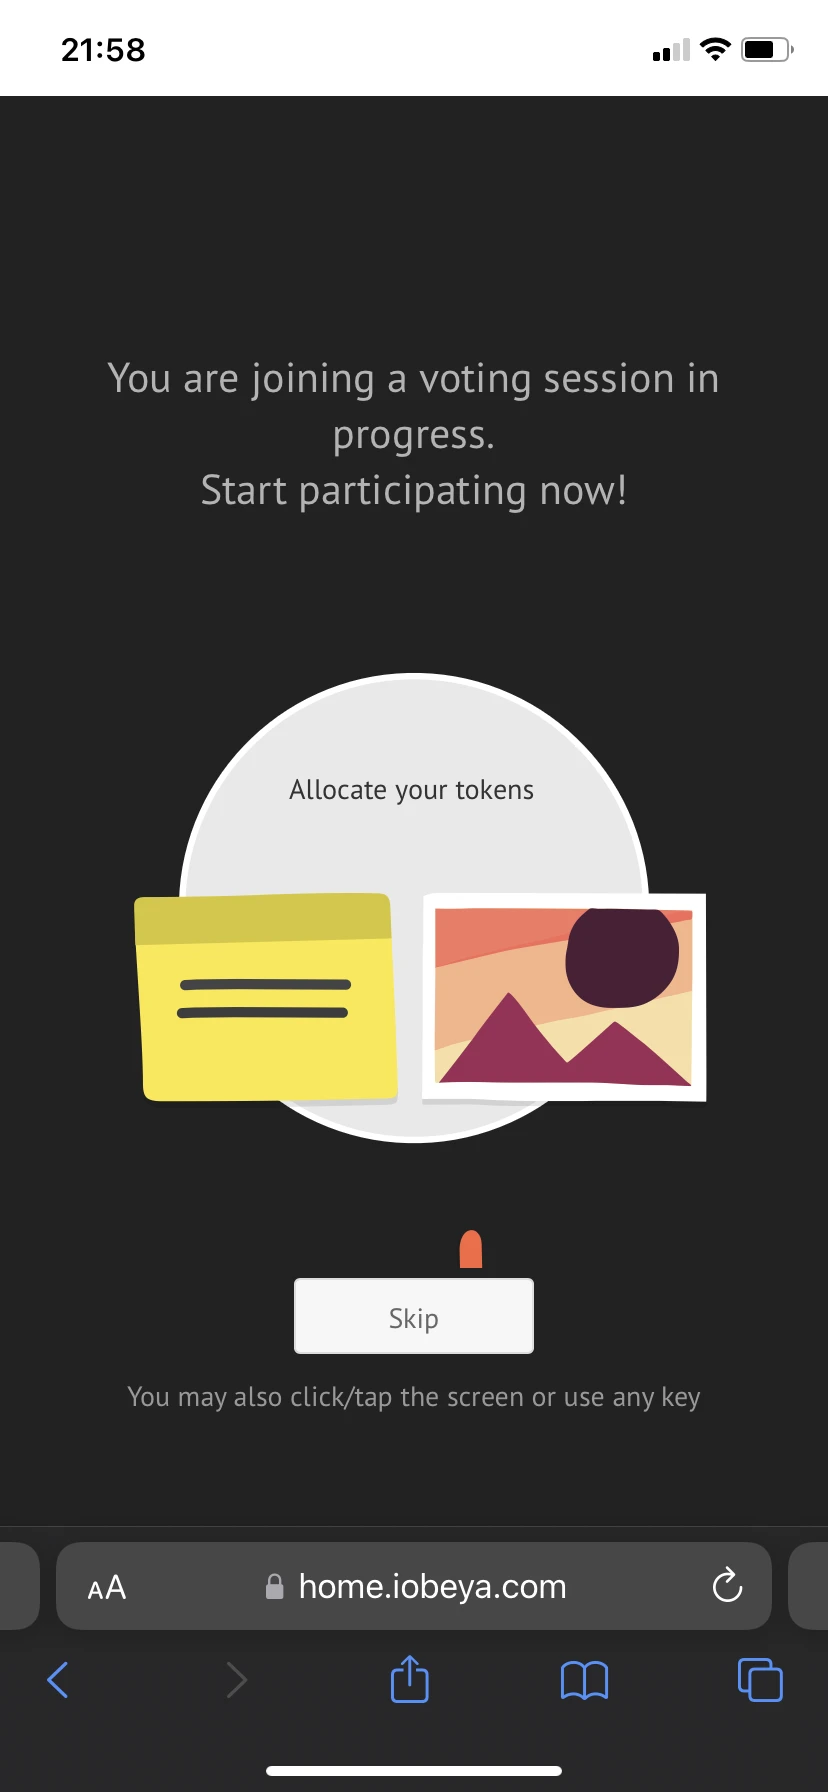 21:58
You are joining a voting session in
progress.
Start participating now!
Allocate your tokens
Skip
You may also click/tap the screen or use any key
AA
home.iobeya.com